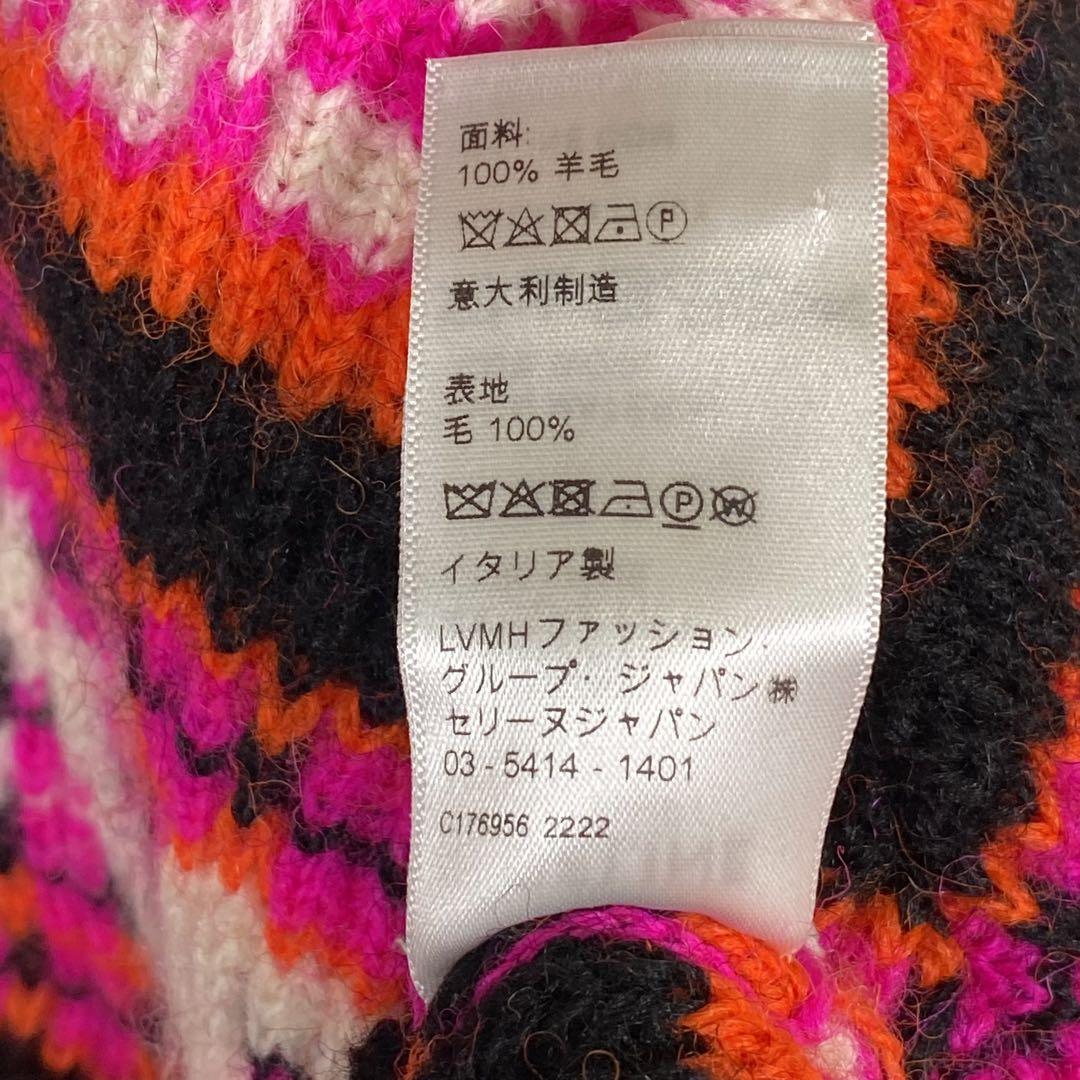 面料:
100% 羊毛
P
意大利制造
表地
毛 100%
P W
イタリア製
LVMHファッション.
グループ・ ジャパン㈱
セリーヌジャパン
03 - 5414 - 1401
C176956 2222